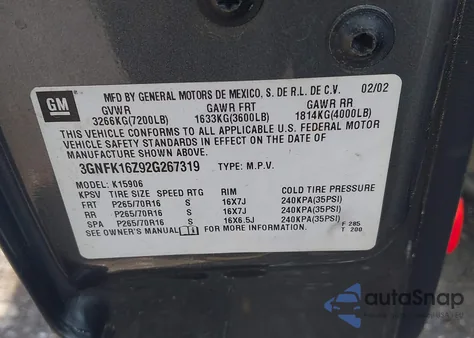 GM
MFD BY GENERAL MOTORS DE MEXICO, S. DE R.L. DE C.V. 02/02
GVWR GAWR FRT GAWR RR
3266KG(7200LB) 1633KG(3600LB) 1814KG(4000LB)
THIS VEHICLE CONFORMS TO ALL APPLICABLE U.S. FEDERAL MOTOR
VEHICLE SAFETY STANDARDS IN EFFECT ON THE DATE OF
MANUFACTURE SHOWN ABOVE.
3GNFK16Z92G267319 TYPE: M.P.V.
MODEL: K15906
KPSV TIRE SIZE SPEED RTG RIM COLD TIRE PRESSURE
FRT P265/70R16 S 16X7J 240KPA(35PSI)
RR P265/70R16 S 16X7J 240KPA(35PSI)
SPA P265/70R16 S 16X6.5J 240KPA(35PSI)
SEE OWNER'S MANUAL FOR MORE INFORMATION. F 285
T 200
autoSnap